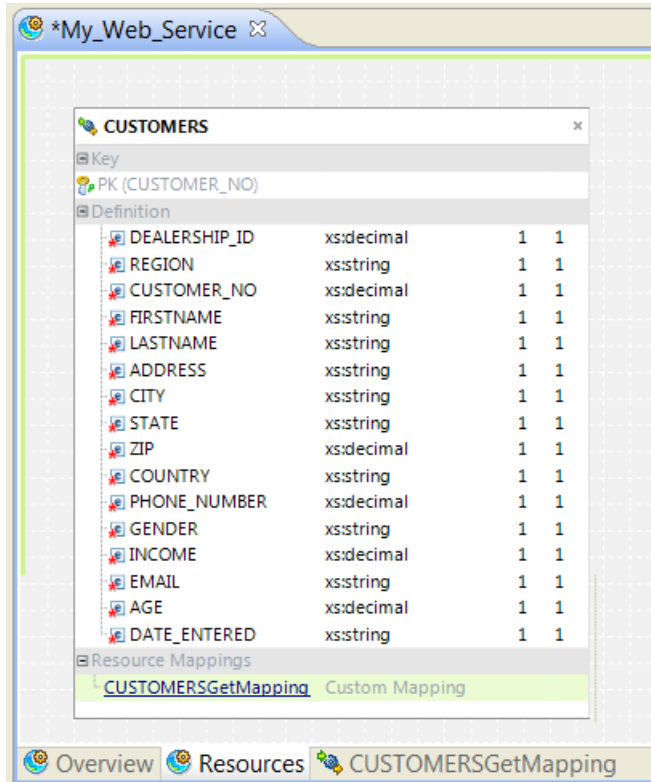 *My_Web_Service
CUSTOMERS
Key
PK (CUSTOMER_NO)
Definition
DEALERSHIP_ID xs:decimal 1 1
REGION xs:string 1 1
CUSTOMER_NO xs:decimal 1 1
FIRSTNAME xs:string 1 1
LASTNAME xs:string 1 1
ADDRESS xs:string 1 1
CITY xs:string 1 1
STATE xs:string 1 1
ZIP xs:decimal 1 1
COUNTRY xs:string 1 1
PHONE_NUMBER xs:decimal 1 1
GENDER xs:string 1 1
INCOME xs:decimal 1 1
EMAIL xs:string 1 1
AGE xs:decimal 1 1
DATE_ENTERED xs:string 1 1
Resource Mappings
CUSTOMERSGetMapping Custom Mapping
Overview Resources CUSTOMERSGetMapping